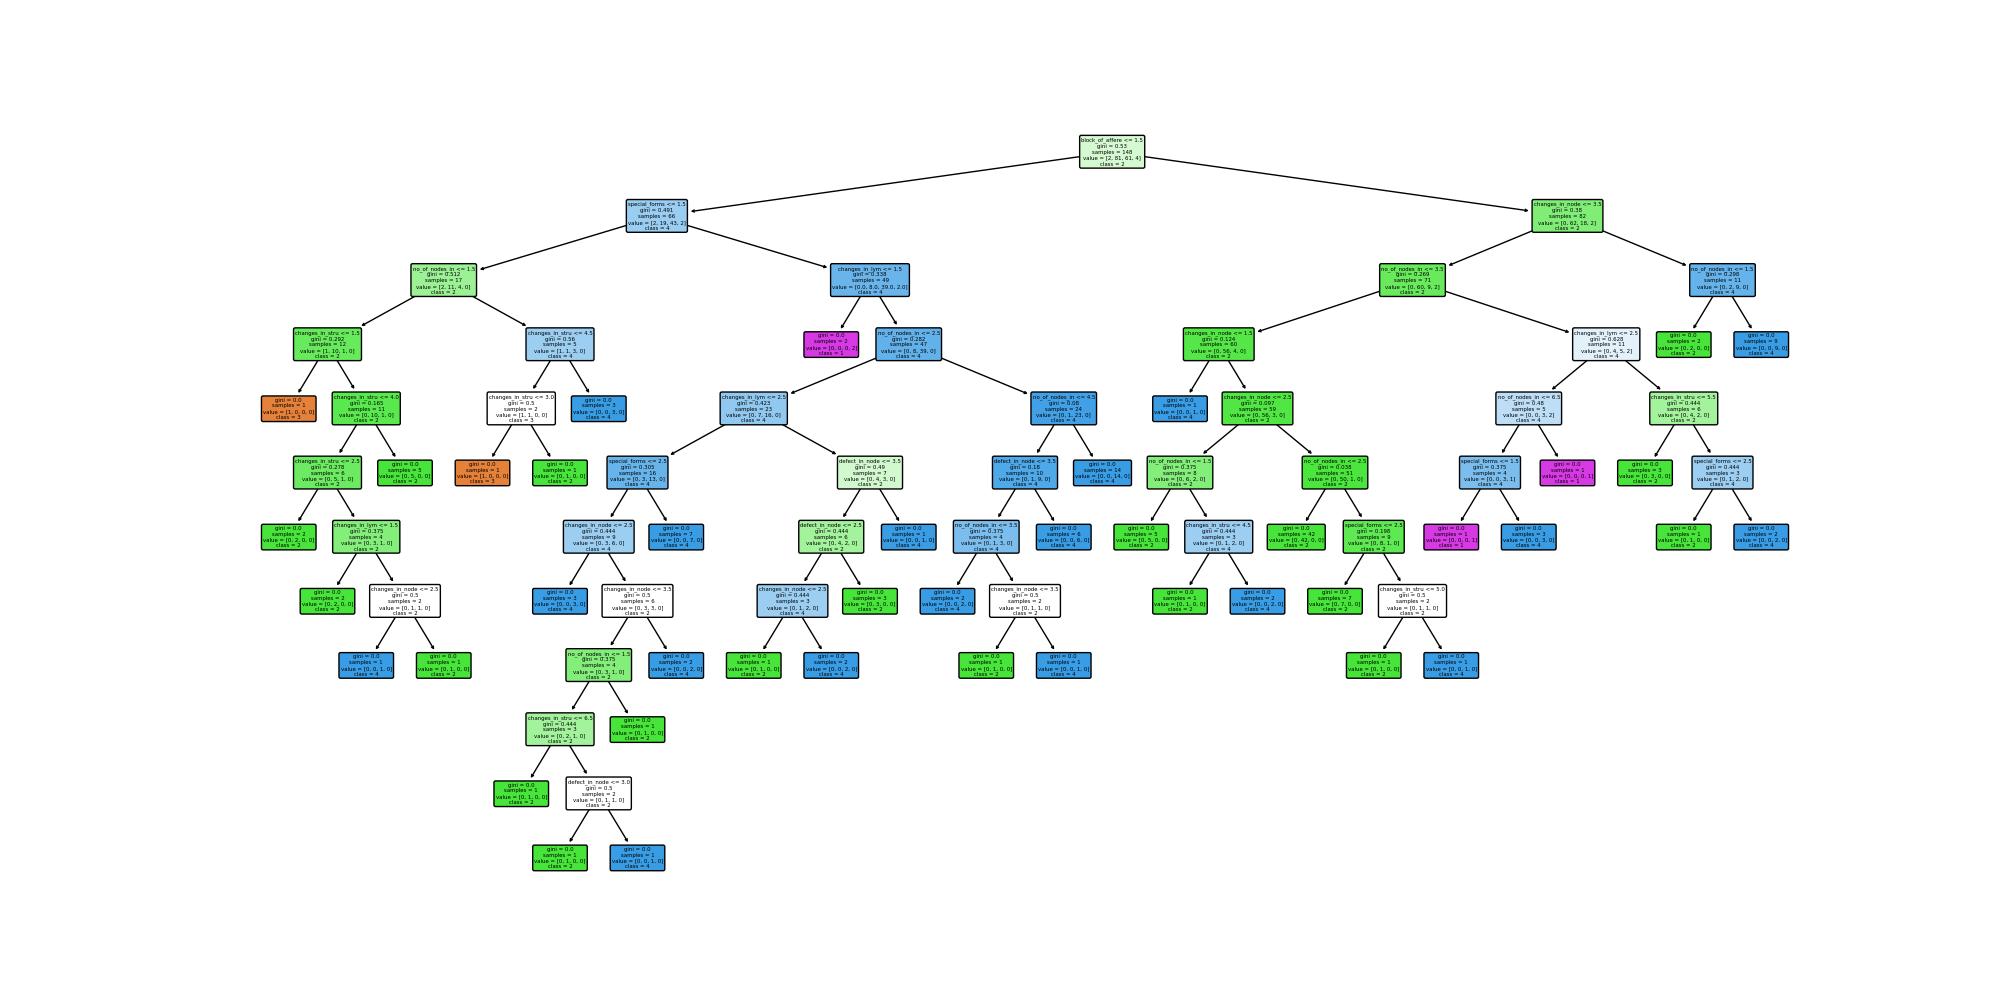 block_of_affere <= 1.5
gini = 0.53
samples = 148
value = [2, 81, 61, 4]
class = 2
special_forms <= 1.5
gini = 0.491
samples = 66
value = [2, 19, 43, 2]
class = 4
changes_in_node <= 3.5
gini = 0.38
samples = 82
value = [0, 62, 18, 2]
class = 2
no_of_nodes_in <= 1.5
gini = 0.512
samples = 17
value = [2, 11, 4, 0]
class = 2
changes_in_lym <= 1.5
gini = 0.338
samples = 49
value = [0.0, 8.0, 39.0, 2.0]
class = 4
no_of_nodes_in <= 3.5
gini = 0.269
samples = 71
value = [0, 60, 9, 2]
class = 2
no_of_nodes_in <= 1.5
gini = 0.298
samples = 11
value = [0, 2, 9, 0]
class = 4
changes_in_stru <= 1.5
gini = 0.292
samples = 12
value = [1, 10, 1, 0]
class = 2
changes_in_stru <= 4.5
gini = 0.56
samples = 5
value = [1, 1, 3, 0]
class = 4
gini = 0.0
samples = 2
value = [0, 0, 0, 2]
class = 1
no_of_nodes_in <= 2.5
gini = 0.282
samples = 47
value = [0, 8, 39, 0]
class = 4
changes_in_node <= 1.5
gini = 0.124
samples = 60
value = [0, 56, 4, 0]
class = 2
changes_in_lym <= 2.5
gini = 0.628
samples = 11
value = [0, 4, 5, 2]
class = 4
gini = 0.0
samples = 2
value = [0, 2, 0, 0]
class = 2
gini = 0.0
samples = 9
value = [0, 0, 9, 0]
class = 4
gini = 0.0
samples = 1
value = [1, 0, 0, 0]
class = 3
changes_in_stru <= 4.0
gini = 0.165
samples = 11
value = [0, 10, 1, 0]
class = 2
changes_in_stru <= 3.0
gini = 0.5
samples = 2
value = [1, 1, 0, 0]
class = 3
gini = 0.0
samples = 3
value = [0, 0, 3, 0]
class = 4
changes_in_lym <= 2.5
gini = 0.423
samples = 23
value = [0, 7, 16, 0]
class = 4
no_of_nodes_in <= 4.5
gini = 0.08
samples = 24
value = [0, 1, 23, 0]
class = 4
gini = 0.0
samples = 1
value = [0, 0, 1, 0]
class = 4
changes_in_node <= 2.5
gini = 0.097
samples = 59
value = [0, 56, 3, 0]
class = 2
no_of_nodes_in <= 6.5
gini = 0.48
samples = 5
value = [0, 0, 3, 2]
class = 4
changes_in_stru <= 5.5
gini = 0.444
samples = 6
value = [0, 4, 2, 0]
class = 2
changes_in_stru <= 2.5
gini = 0.278
samples = 6
value = [0, 5, 1, 0]
class = 2
gini = 0.0
samples = 5
value = [0, 5, 0, 0]
class = 2
gini = 0.0
samples = 1
value = [1, 0, 0, 0]
class = 3
gini = 0.0
samples = 1
value = [0, 1, 0, 0]
class = 2
special_forms <= 2.5
gini = 0.305
samples = 16
value = [0, 3, 13, 0]
class = 4
defect_in_node <= 3.5
gini = 0.49
samples = 7
value = [0, 4, 3, 0]
class = 2
defect_in_node <= 3.5
gini = 0.18
samples = 10
value = [0, 1, 9, 0]
class = 4
gini = 0.0
samples = 14
value = [0, 0, 14, 0]
class = 4
no_of_nodes_in <= 1.5
gini = 0.375
samples = 8
value = [0, 6, 2, 0]
class = 2
no_of_nodes_in <= 2.5
gini = 0.038
samples = 51
value = [0, 50, 1, 0]
class = 2
special_forms <= 1.5
gini = 0.375
samples = 4
value = [0, 0, 3, 1]
class = 4
gini = 0.0
samples = 1
value = [0, 0, 0, 1]
class = 1
gini = 0.0
samples = 3
value = [0, 3, 0, 0]
class = 2
special_forms <= 2.5
gini = 0.444
samples = 3
value = [0, 1, 2, 0]
class = 4
gini = 0.0
samples = 2
value = [0, 2, 0, 0]
class = 2
changes_in_lym <= 1.5
gini = 0.375
samples = 4
value = [0, 3, 1, 0]
class = 2
changes_in_node <= 2.5
gini = 0.444
samples = 9
value = [0, 3, 6, 0]
class = 4
gini = 0.0
samples = 7
value = [0, 0, 7, 0]
class = 4
defect_in_node <= 2.5
gini = 0.444
samples = 6
value = [0, 4, 2, 0]
class = 2
gini = 0.0
samples = 1
value = [0, 0, 1, 0]
class = 4
no_of_nodes_in <= 3.5
gini = 0.375
samples = 4
value = [0, 1, 3, 0]
class = 4
gini = 0.0
samples = 6
value = [0, 0, 6, 0]
class = 4
gini = 0.0
samples = 5
value = [0, 5, 0, 0]
class = 2
changes_in_stru <= 4.5
gini = 0.444
samples = 3
value = [0, 1, 2, 0]
class = 4
gini = 0.0
samples = 42
value = [0, 42, 0, 0]
class = 2
special_forms <= 2.5
gini = 0.198
samples = 9
value = [0, 8, 1, 0]
class = 2
gini = 0.0
samples = 1
value = [0, 0, 0, 1]
class = 1
gini = 0.0
samples = 3
value = [0, 0, 3, 0]
class = 4
gini = 0.0
samples = 1
value = [0, 1, 0, 0]
class = 2
gini = 0.0
samples = 2
value = [0, 0, 2, 0]
class = 4
gini = 0.0
samples = 2
value = [0, 2, 0, 0]
class = 2
changes_in_node <= 2.5
gini = 0.5
samples = 2
value = [0, 1, 1, 0]
class = 2
gini = 0.0
samples = 3
value = [0, 0, 3, 0]
class = 4
changes_in_node <= 3.5
gini = 0.5
samples = 6
value = [0, 3, 3, 0]
class = 2
changes_in_node <= 2.5
gini = 0.444
samples = 3
value = [0, 1, 2, 0]
class = 4
gini = 0.0
samples = 3
value = [0, 3, 0, 0]
class = 2
gini = 0.0
samples = 2
value = [0, 0, 2, 0]
class = 4
changes_in_node <= 3.5
gini = 0.5
samples = 2
value = [0, 1, 1, 0]
class = 2
gini = 0.0
samples = 1
value = [0, 1, 0, 0]
class = 2
gini = 0.0
samples = 2
value = [0, 0, 2, 0]
class = 4
gini = 0.0
samples = 7
value = [0, 7, 0, 0]
class = 2
changes_in_stru <= 5.0
gini = 0.5
samples = 2
value = [0, 1, 1, 0]
class = 2
gini = 0.0
samples = 1
value = [0, 0, 1, 0]
class = 4
gini = 0.0
samples = 1
value = [0, 1, 0, 0]
class = 2
no_of_nodes_in <= 1.5
gini = 0.375
samples = 4
value = [0, 3, 1, 0]
class = 2
gini = 0.0
samples = 2
value = [0, 0, 2, 0]
class = 4
gini = 0.0
samples = 1
value = [0, 1, 0, 0]
class = 2
gini = 0.0
samples = 2
value = [0, 0, 2, 0]
class = 4
gini = 0.0
samples = 1
value = [0, 1, 0, 0]
class = 2
gini = 0.0
samples = 1
value = [0, 0, 1, 0]
class = 4
gini = 0.0
samples = 1
value = [0, 1, 0, 0]
class = 2
gini = 0.0
samples = 1
value = [0, 0, 1, 0]
class = 4
changes_in_stru <= 6.5
gini = 0.444
samples = 3
value = [0, 2, 1, 0]
class = 2
gini = 0.0
samples = 1
value = [0, 1, 0, 0]
class = 2
gini = 0.0
samples = 1
value = [0, 1, 0, 0]
class = 2
defect_in_node <= 3.0
gini = 0.5
samples = 2
value = [0, 1, 1, 0]
class = 2
gini = 0.0
samples = 1
value = [0, 1, 0, 0]
class = 2
gini = 0.0
samples = 1
value = [0, 0, 1, 0]
class = 4